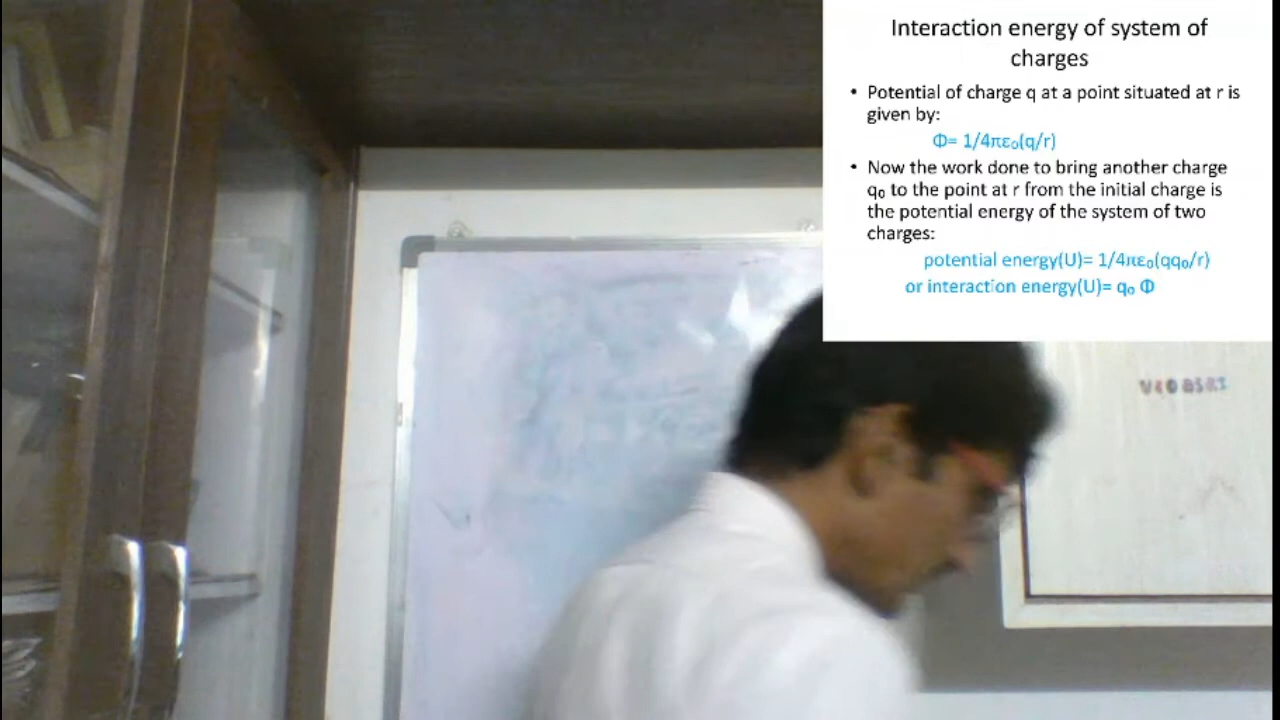 Interaction energy of system of
charges
• Potential of charge q at a point situated at r is
given by:
Φ= 1/4πε₀(q/r)
• Now the work done to bring another charge
q₀ to the point at r from the initial charge is
the potential energy of the system of two
charges:
potential energy(U)= 1/4πε₀(qq₀/r)
or interaction energy(U)= q₀ Φ